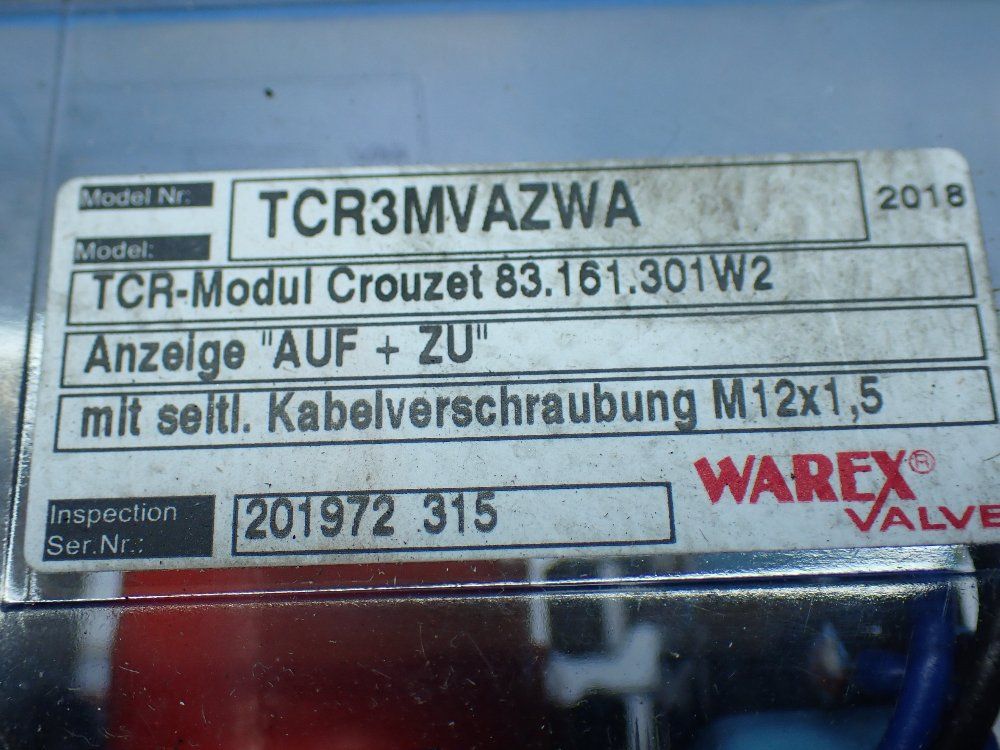 Model Nr: TCR3MVAZWA 2018
Model:
TCR-Modul Crouzet 83.161.301W2
Anzeige "AUF + ZU"
mit seitl. Kabelverschraubung M12x1,5
WAREX®
VALVE
Inspection
Ser.Nr.: 201972 315